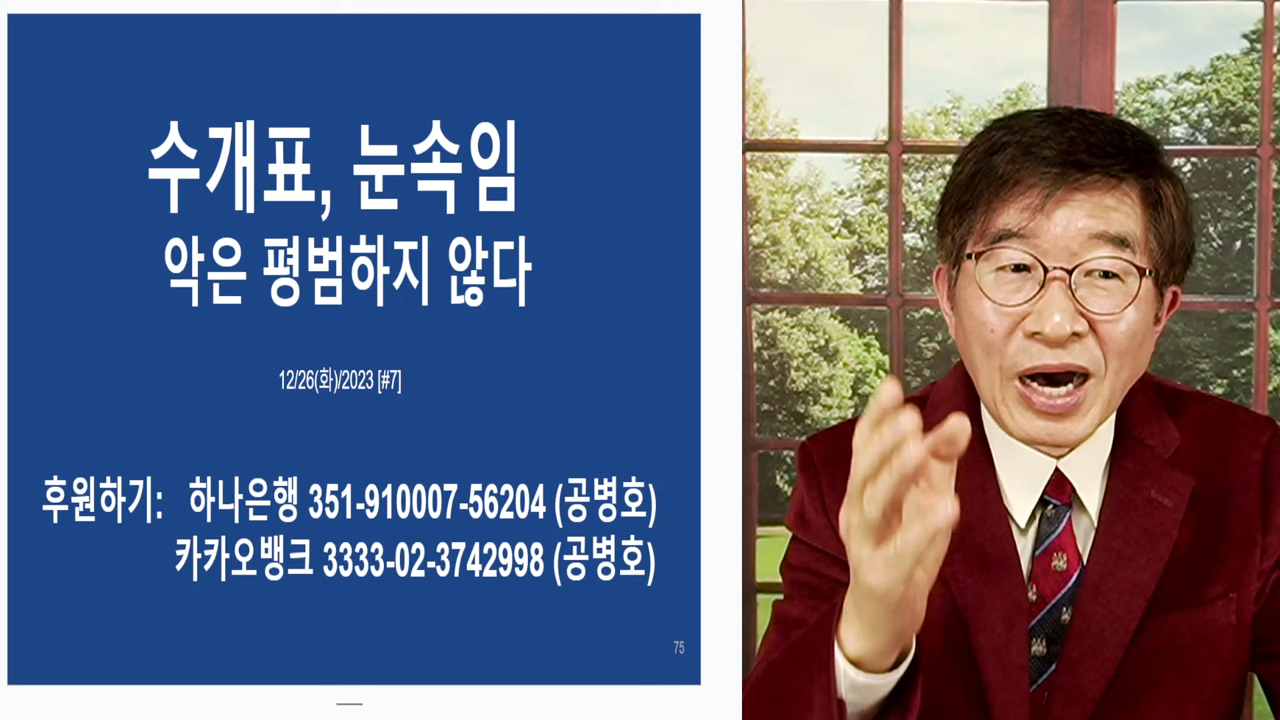 수개표, 눈속임
악은 평범하지 않다
12/26(화)/2023 [#7]
후원하기: 하나은행 351-910007-56204 (공병호)
카카오뱅크 3333-02-3742998 (공병호)
75